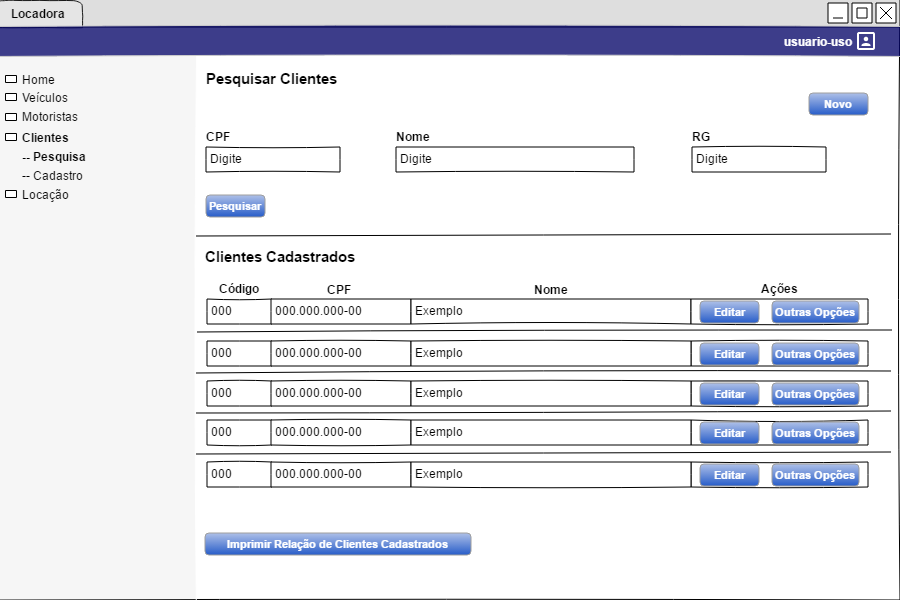 Locadora
usuario-uso
Home
Veículos
Motoristas
Clientes
-- Pesquisa
-- Cadastro
Locação
Pesquisar Clientes
Novo
CPF Nome RG
Digite Digite Digite
Pesquisar
Clientes Cadastrados
Código CPF Nome Ações
000 000.000.000-00 Exemplo Editar Outras Opções
000 000.000.000-00 Exemplo Editar Outras Opções
000 000.000.000-00 Exemplo Editar Outras Opções
000 000.000.000-00 Exemplo Editar Outras Opções
000 000.000.000-00 Exemplo Editar Outras Opções
Imprimir Relação de Clientes Cadastrados